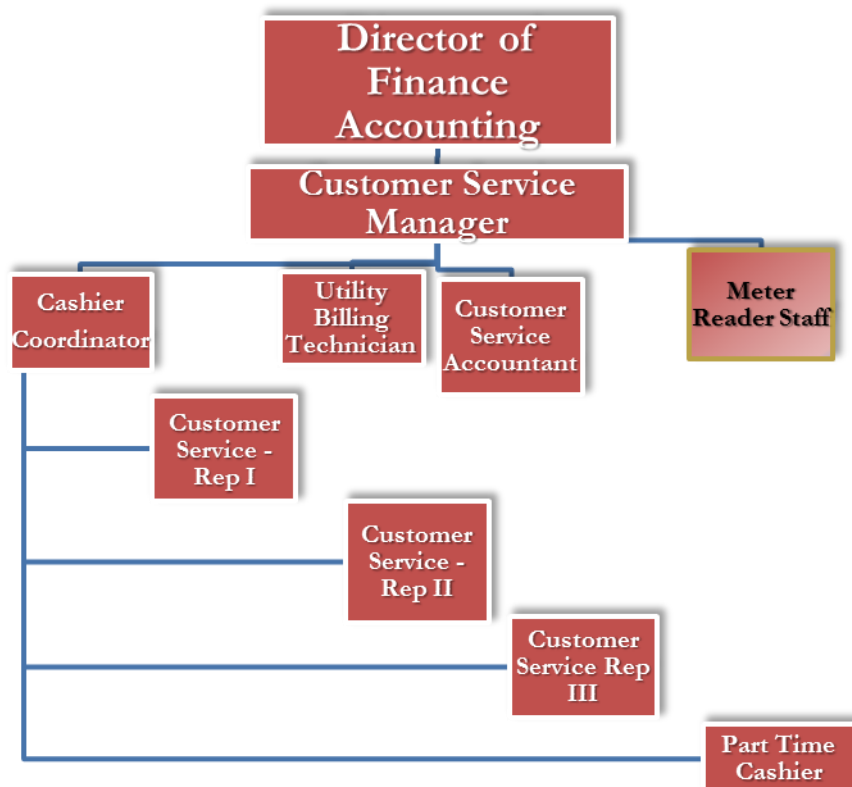 Director of
Finance
Accounting
Customer Service
Manager
Cashier
Coordinator
Utility
Billing
Technician
Customer
Service
Accountant
Meter
Reader Staff
Customer
Service -
Rep I
Customer
Service -
Rep II
Customer
Service Rep
III
Part Time
Cashier